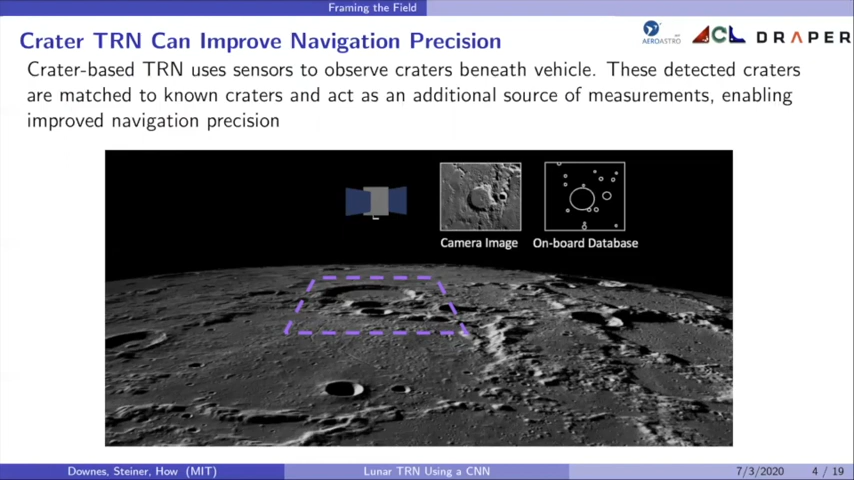 Framing the Field
Crater TRN Can Improve Navigation Precision
AEROASTRO
ACL
DRAPER
Crater-based TRN uses sensors to observe craters beneath vehicle. These detected craters
are matched to known craters and act as an additional source of measurements, enabling
improved navigation precision
Camera Image
On-board Database
Downes, Steiner, How (MIT)
Lunar TRN Using a CNN
7/3/2020
4 / 19